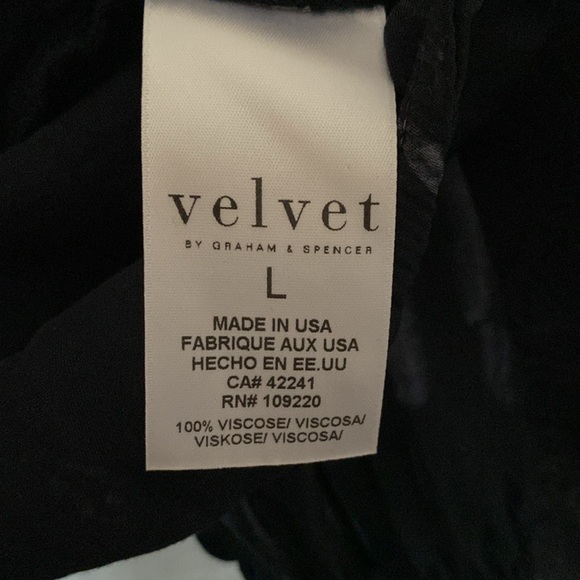 velvet
BY GRAHAM & SPENCER
L
MADE IN USA
FABRIQUE AUX USA
HECHO EN EE.UU
CA# 42241
RN# 109220
100% VISCOSE/ VISCOSA/
VISKOSE/ VISCOSA/